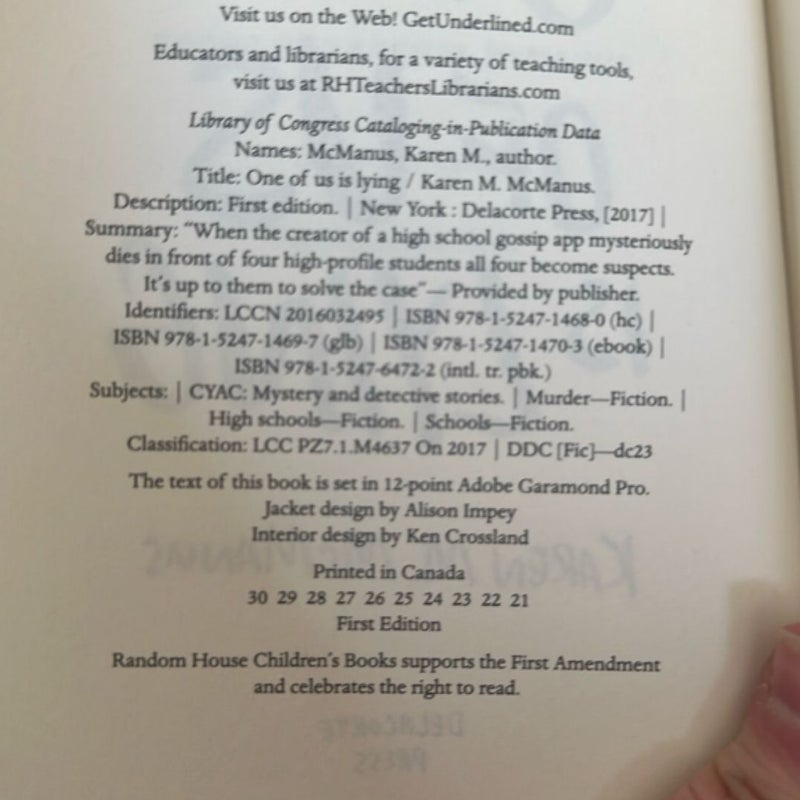 Visit us on the Web! GetUnderlined.com
Educators and librarians, for a variety of teaching tools,
visit us at RHTeachersLibrarians.com
Library of Congress Cataloging-in-Publication Data
Names: McManus, Karen M., author.
Title: One of us is lying / Karen M. McManus.
Description: First edition. | New York : Delacorte Press, [2017] |
Summary: “When the creator of a high school gossip app mysteriously
dies in front of four high-profile students all four become suspects.
It’s up to them to solve the case”— Provided by publisher.
Identifiers: LCCN 2016032495 | ISBN 978-1-5247-1468-0 (hc) |
ISBN 978-1-5247-1469-7 (glb) | ISBN 978-1-5247-1470-3 (ebook) |
ISBN 978-1-5247-6472-2 (intl. tr. pbk.)
Subjects: | CYAC: Mystery and detective stories. | Murder—Fiction. |
High schools—Fiction. | Schools—Fiction.
Classification: LCC PZ7.1.M4637 On 2017 | DDC [Fic]—dc23
The text of this book is set in 12-point Adobe Garamond Pro.
Jacket design by Alison Impey
Interior design by Ken Crossland
Printed in Canada
30 29 28 27 26 25 24 23 22 21
First Edition
Random House Children’s Books supports the First Amendment
and celebrates the right to read.